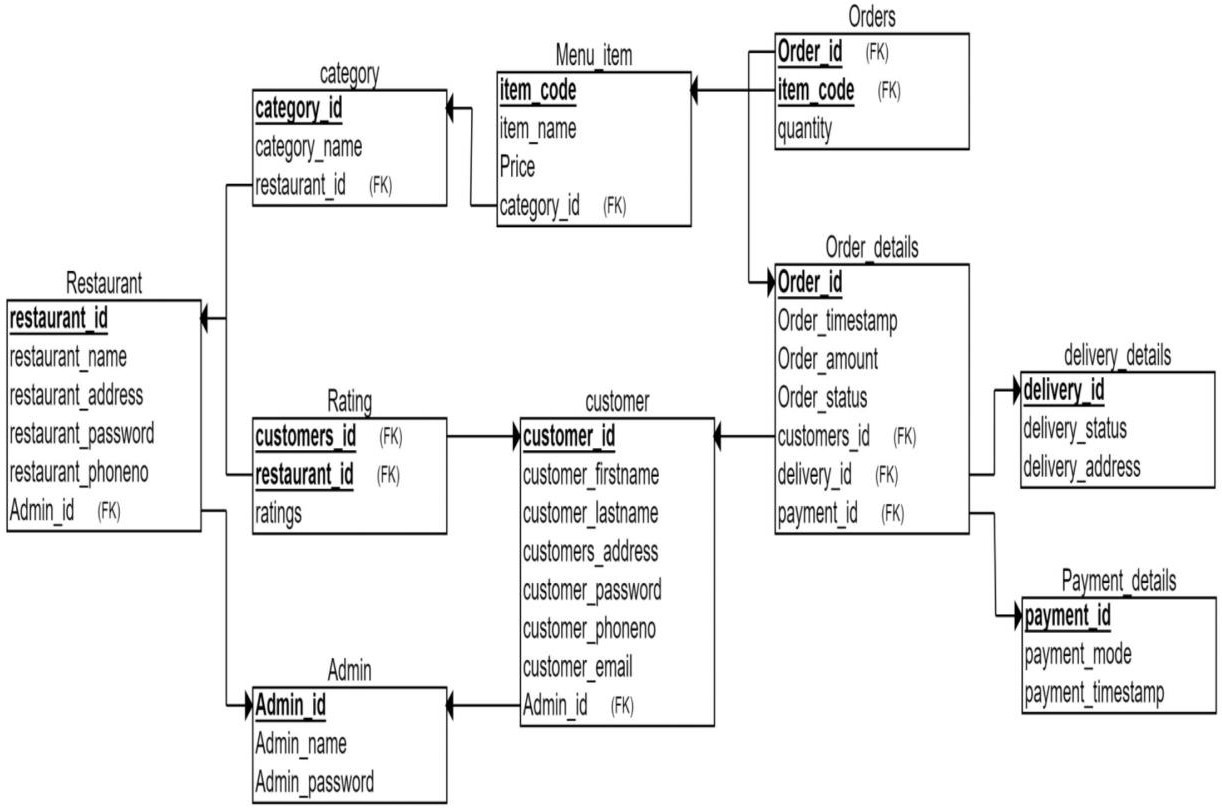 Orders
Order_id (FK)
item_code (FK)
quantity
Menu_item
item_code
item_name
Price
category_id (FK)
category
category_id
category_name
restaurant_id (FK)
Restaurant
restaurant_id
restaurant_name
restaurant_address
restaurant_password
restaurant_phoneno
Admin_id (FK)
Rating
customers_id (FK)
restaurant_id (FK)
ratings
customer
customer_id
customer_firstname
customer_lastname
customers_address
customer_password
customer_phoneno
customer_email
Admin_id (FK)
Order_details
Order_id
Order_timestamp
Order_amount
Order_status
customers_id (FK)
delivery_id (FK)
payment_id (FK)
delivery_details
delivery_id
delivery_status
delivery_address
Payment_details
payment_id
payment_mode
payment_timestamp
Admin
Admin_id
Admin_name
Admin_password